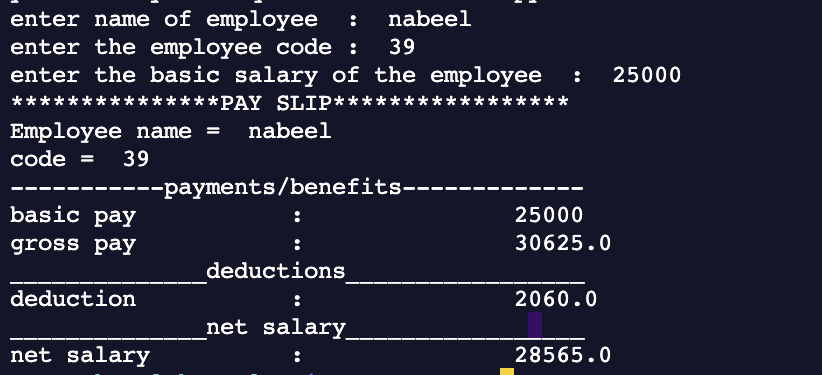 enter name of employee  :  nabeel
enter the employee code :  39
enter the basic salary of the employee  :  25000
***************PAY SLIP*****************
Employee name =  nabeel
code =  39
-----------payments/benefits-------------
basic pay           :               25000
gross pay           :               30625.0
______________deductions_________________
deduction           :               2060.0
______________net salary_________________
net salary          :               28565.0